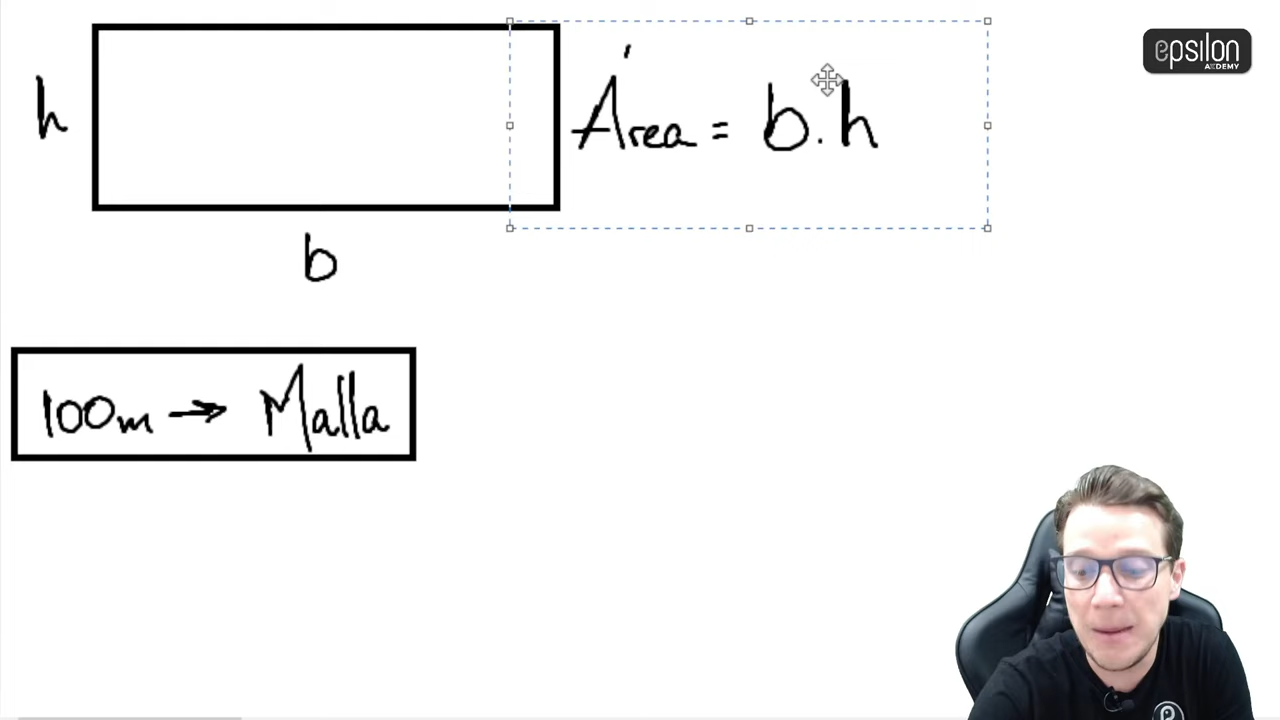 epsilon
ACADEMY
h
Área = b.h
b
100m → Malla